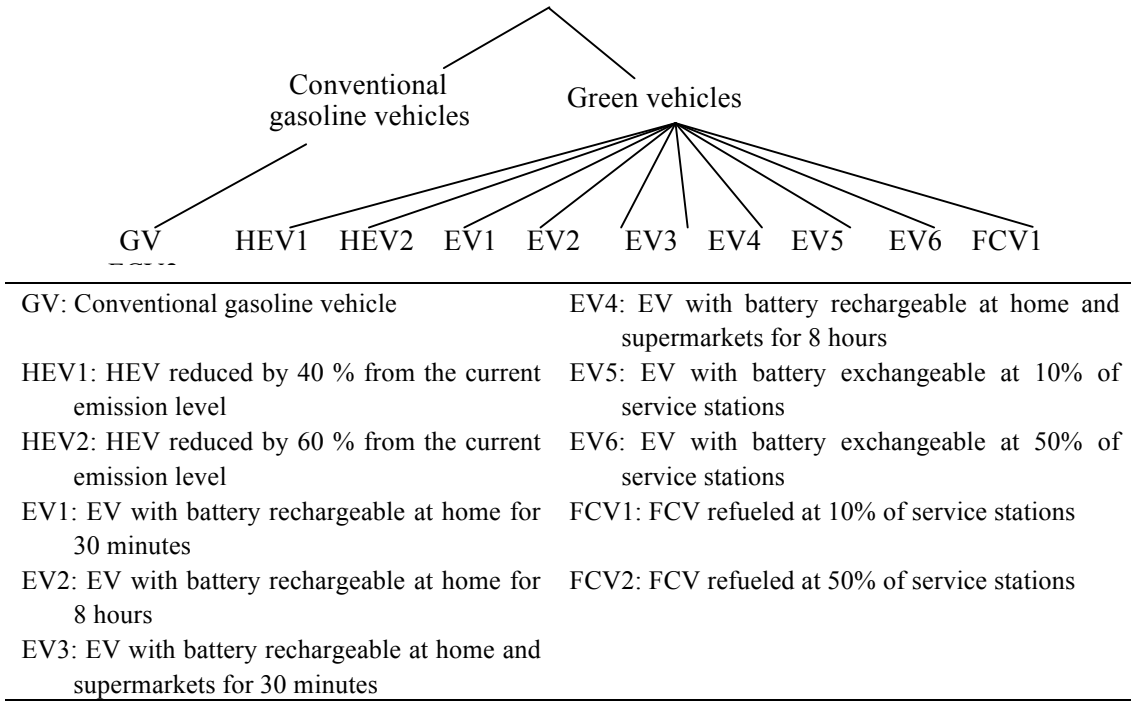 Conventional
gasoline vehicles
Green vehicles
GV HEV1 HEV2 EV1 EV2 EV3 EV4 EV5 EV6 FCV1
GV: Conventional gasoline vehicle
HEV1: HEV reduced by 40 % from the current
emission level
HEV2: HEV reduced by 60 % from the current
emission level
EV1: EV with battery rechargeable at home for
30 minutes
EV2: EV with battery rechargeable at home for
8 hours
EV3: EV with battery rechargeable at home and
supermarkets for 30 minutes
EV4: EV with battery rechargeable at home and
supermarkets for 8 hours
EV5: EV with battery exchangeable at 10% of
service stations
EV6: EV with battery exchangeable at 50% of
service stations
FCV1: FCV refueled at 10% of service stations
FCV2: FCV refueled at 50% of service stations